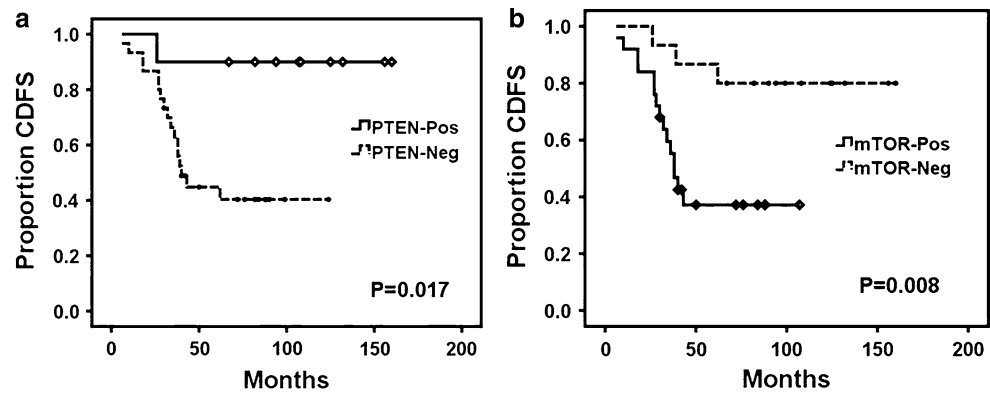 a
Proportion CDFS
1.0
0.8
0.6
0.4
0.2
0.0
PTEN-Pos
PTEN-Neg
P=0.017
0 50 100 150 200
Months
b
Proportion CDFS
1.0
0.8
0.6
0.4
0.2
0.0
mTOR-Pos
mTOR-Neg
P=0.008
0 50 100 150 200
Months